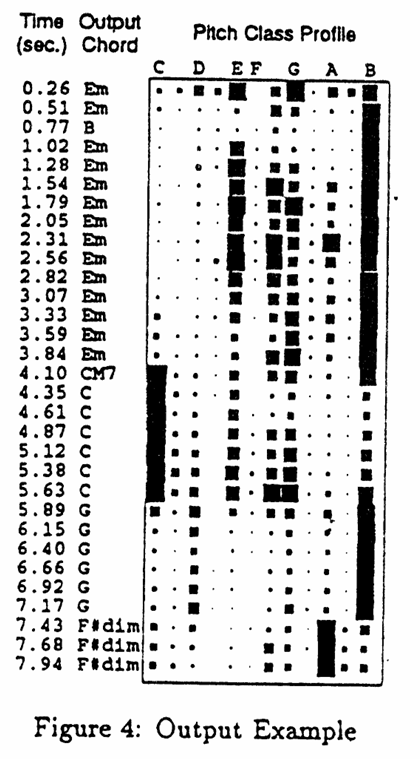 Time Output Pitch Class Profile
(sec.) Chord
C D E F G A B
0.26 Em
0.51 Em
0.77 B
1.02 Em
1.28 Em
1.54 Em
1.79 Em
2.05 Em
2.31 Em
2.56 Em
2.82 Em
3.07 Em
3.33 Em
3.59 Em
3.84 Em
4.10 CM7
4.35 C
4.61 C
4.87 C
5.12 C
5.38 C
5.63 C
5.89 G
6.15 G
6.40 G
6.66 G
6.92 G
7.17 G
7.43 F#dim
7.68 F#dim
7.94 F#dim
Figure 4: Output Example